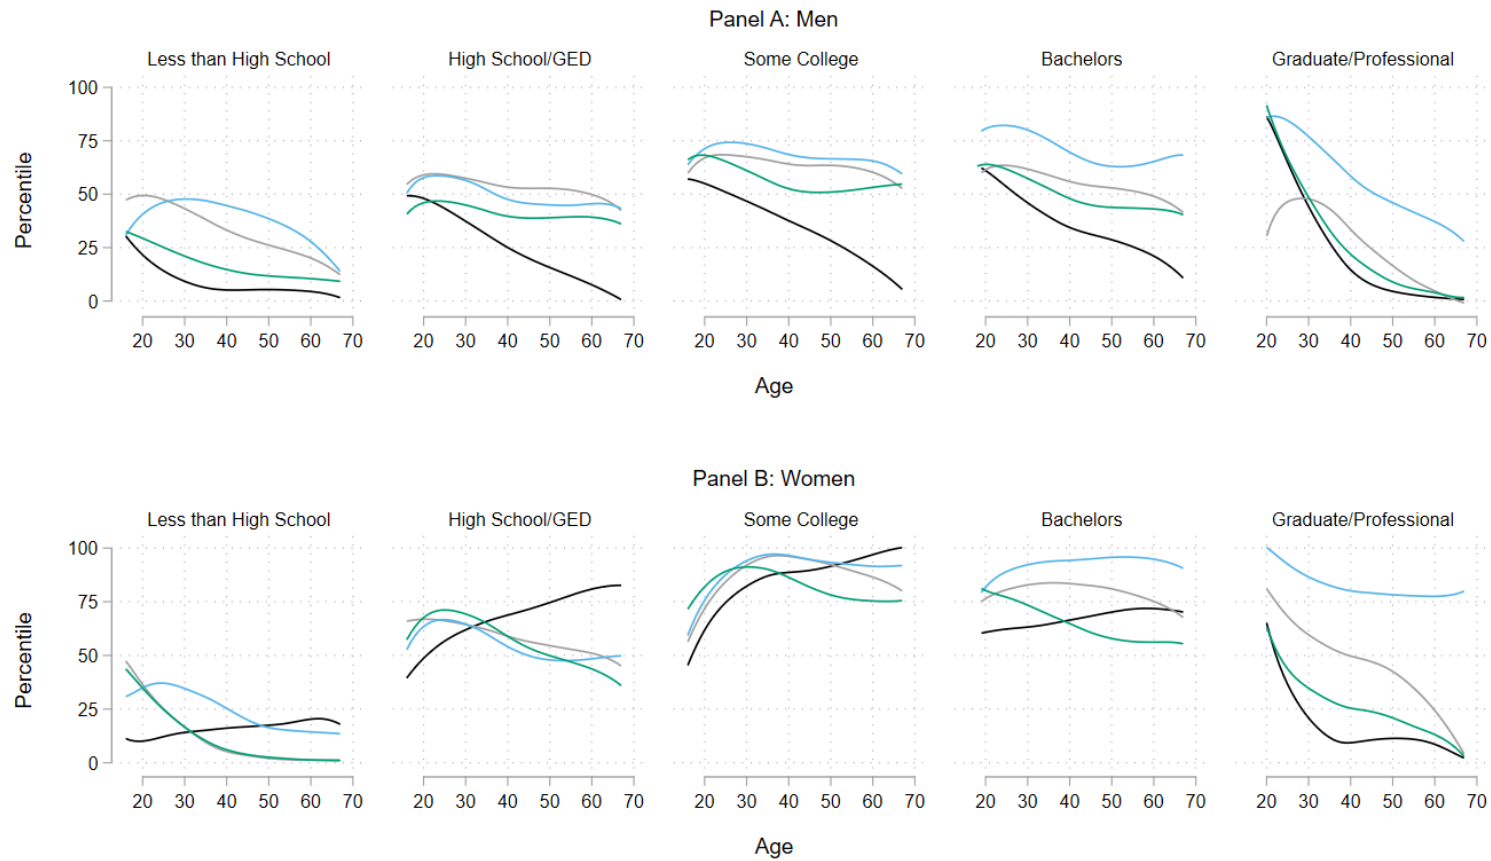 Panel A: Men
Less than High School High School/GED Some College Bachelors Graduate/Professional
100
75
50
25
0
Percentile
20 30 40 50 60 70 20 30 40 50 60 70 20 30 40 50 60 70 20 30 40 50 60 70 20 30 40 50 60 70
Age
Panel B: Women
Less than High School High School/GED Some College Bachelors Graduate/Professional
100
75
50
25
0
Percentile
20 30 40 50 60 70 20 30 40 50 60 70 20 30 40 50 60 70 20 30 40 50 60 70 20 30 40 50 60 70
Age